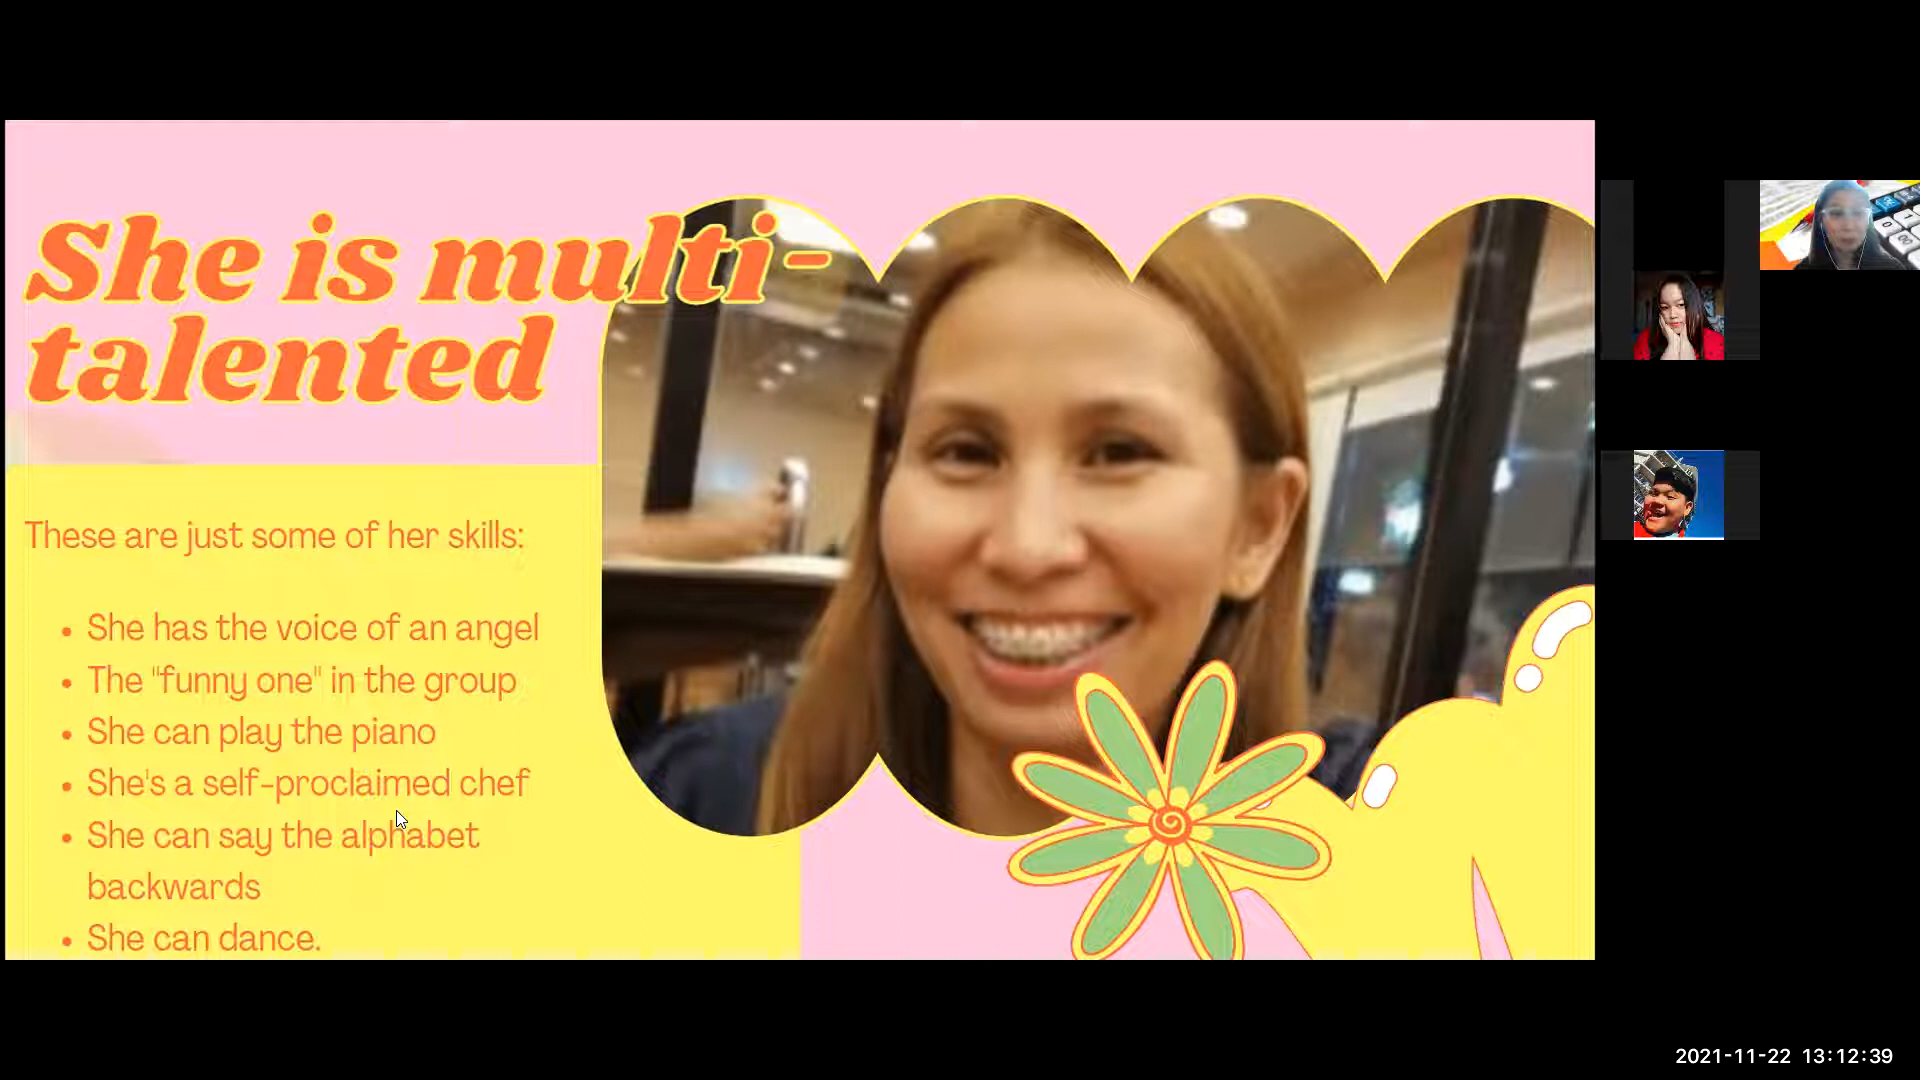 She is multi-
talented
These are just some of her skills:
• She has the voice of an angel
• The "funny one" in the group
• She can play the piano
• She's a self-proclaimed chef
• She can say the alphabet
backwards
• She can dance.
2021-11-22 13:12:39